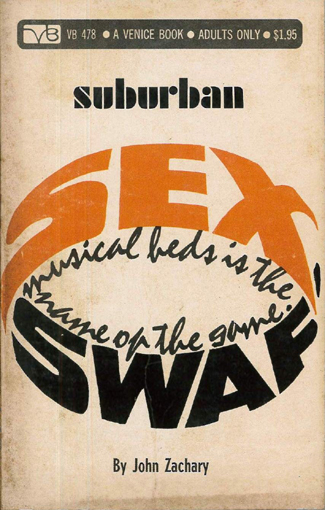 VB VB 478 ● A VENICE BOOK ● ADULTS ONLY ● $1.95
suburban
SEX
musical beds is the
name of the game.
SWAP
By John Zachary